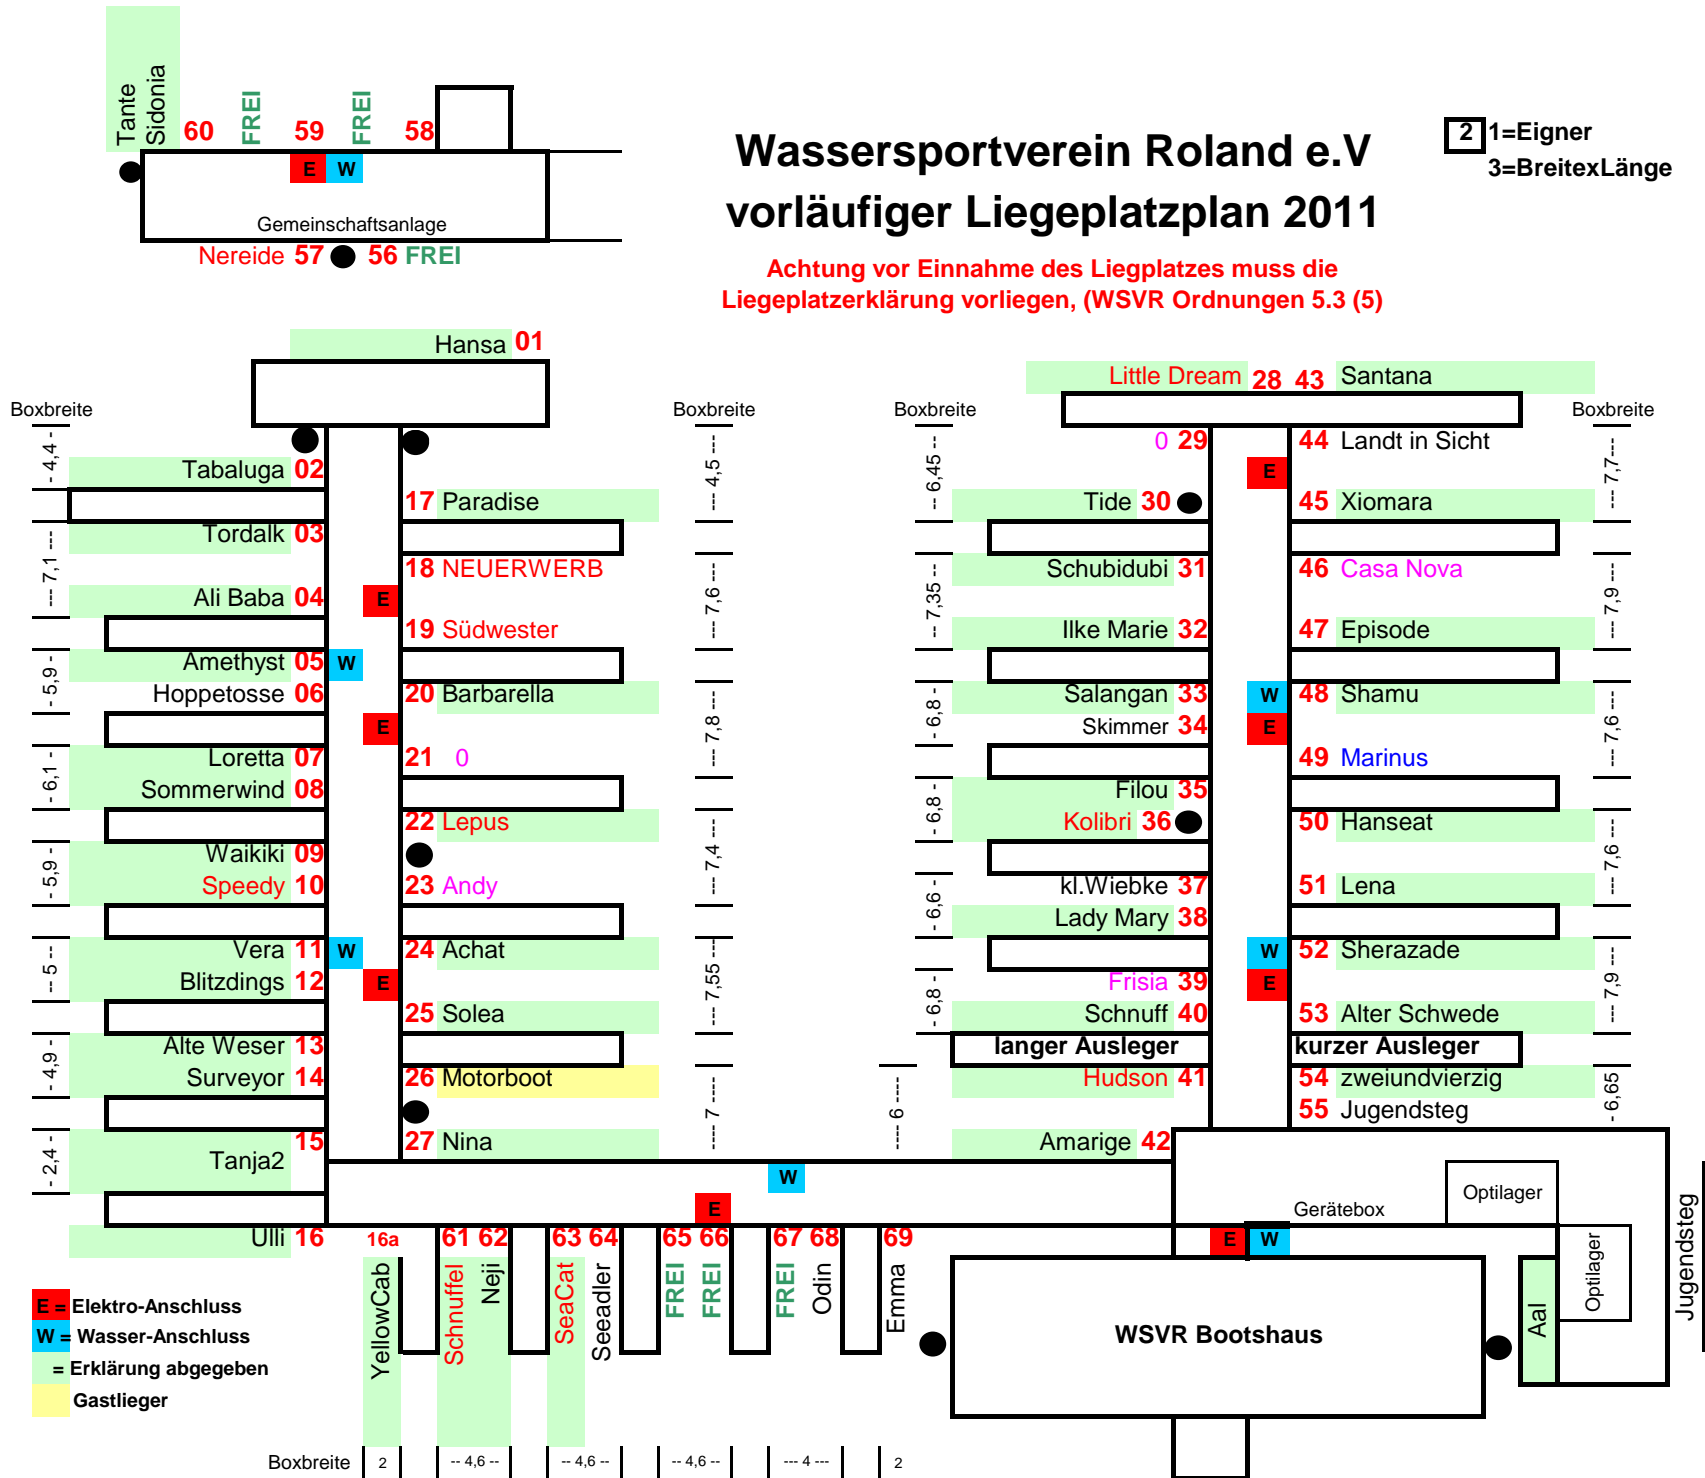 Tante
Sidonia
60
FREI
59
FREI
58
E W
Gemeinschaftsanlage
Nereide 57 56 FREI
Wassersportverein Roland e.V
vorläufiger Liegeplatzplan 2011
2 1=Eigner
3=BreitexLänge
Achtung vor Einnahme des Liegplatzes muss die
Liegeplatzerklärung vorliegen, (WSVR Ordnungen 5.3 (5)
Hansa 01
Boxbreite
- 4,4 -
--- 7,1 ---
- 5,9 -
- 6,1 -
- 5,9 -
-- 5 --
- 4,9 -
- 2,4 -
Tabaluga 02
Tordalk 03
Ali Baba 04
Amethyst 05
Hoppetosse 06
Loretta 07
Sommerwind 08
Waikiki 09
Speedy 10
Vera 11
Blitzdings 12
Alte Weser 13
Surveyor 14
15
Tanja2
Ulli 16
E
W
E
W
E
17 Paradise
18 NEUERWERB
19 Südwester
20 Barbarella
21 0
22 Lepus
23 Andy
24 Achat
25 Solea
26 Motorboot
27 Nina
Boxbreite
--- 4,5 ---
---- 7,6 ---
---- 7,8 ---
---- 7,4 ----
---- 7,55 ---
---- 7 ----
Boxbreite
-- 6,45 --
-- 7,35 --
- 6,8 -
- 6,8 -
- 6,6 -
- 6,8 -
---- 6 ----
Little Dream 28 43 Santana
0 29
Tide 30
Schubidubi 31
Ilke Marie 32
Salangan 33
Skimmer 34
Filou 35
Kolibri 36
kl.Wiebke 37
Lady Mary 38
Frisia 39
Schnuff 40
langer Ausleger
Hudson 41
Amarige 42
E
W
E
W
E
44 Landt in Sicht
45 Xiomara
46 Casa Nova
47 Episode
48 Shamu
49 Marinus
50 Hanseat
51 Lena
52 Sherazade
53 Alter Schwede
kurzer Ausleger
54 zweiundvierzig
55 Jugendsteg
Boxbreite
--- 7,7---
--- 7,9 ---
--- 7,6 ---
--- 7,6 ---
--- 7,9 ---
- 6,65
W
E
16a
YellowCab
61 62
Schnuffel
Neji
63 64
SeaCat
Seeadler
65 66
FREI
FREI
67 68
FREI
Odin
69
Emma
Gerätebox
E W
Optilager
Optilager
Aal
Jugendsteg
WSVR Bootshaus
E = Elektro-Anschluss
W = Wasser-Anschluss
= Erklärung abgegeben
Gastlieger
Boxbreite 2 -- 4,6 -- -- 4,6 -- -- 4,6 -- --- 4 --- 2